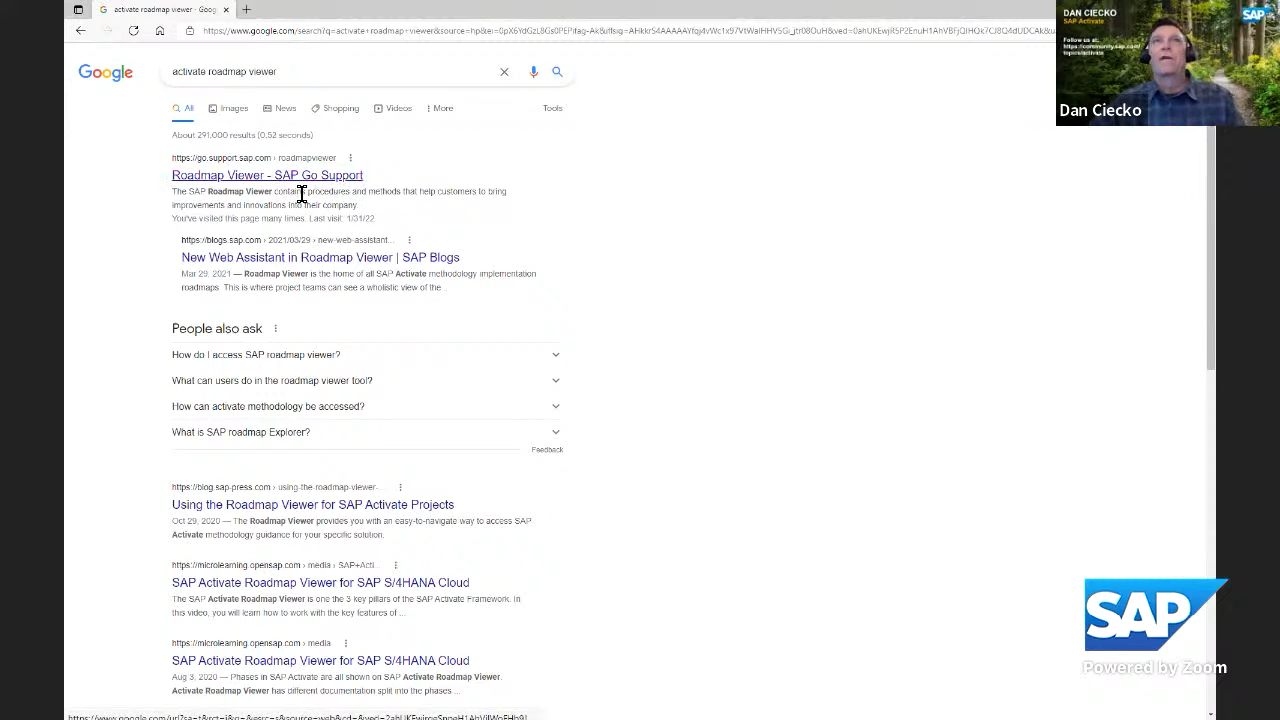 activate roadmap viewer - Google
https://www.google.com/search?q=activate+roadmap+viewer&source=hp&ei=
DAN CIECKO
SAP Activate
Follow us at:
https://community.sap.com/
topics/activate
SAP
Dan Ciecko
Google
activate roadmap viewer
All
Images
News
Shopping
Videos
More
Tools
About 291,000 results (0.52 seconds)
https://go.support.sap.com › roadmapviewer
Roadmap Viewer - SAP Go Support
The SAP Roadmap Viewer contains procedures and methods that help customers to bring
improvements and innovations into their company.
You've visited this page many times. Last visit: 1/31/22
https://blogs.sap.com › 2021/03/29 › new-web-assistant...
New Web Assistant in Roadmap Viewer | SAP Blogs
Mar 29, 2021 — Roadmap Viewer is the home of all SAP Activate methodology implementation
roadmaps. This is where project teams can see a wholistic view of the
People also ask
How do I access SAP roadmap viewer?
What can users do in the roadmap viewer tool?
How can activate methodology be accessed?
What is SAP roadmap Explorer?
Feedback
https://blog.sap-press.com › using-the-roadmap-viewer-
Using the Roadmap Viewer for SAP Activate Projects
Oct 29, 2020 — The Roadmap Viewer provides you with an easy-to-navigate way to access SAP
Activate methodology guidance for your specific solution.
https://microlearning.opensap.com › media › SAP+Acti...
SAP Activate Roadmap Viewer for SAP S/4HANA Cloud
The SAP Activate Roadmap Viewer is one the 3 key pillars of the SAP Activate Framework. In
this video, you will learn how to work with the key features of ...
https://microlearning.opensap.com › media
SAP Activate Roadmap Viewer for SAP S/4HANA Cloud
Aug 3, 2020 — Phases in SAP Activate are all shown on SAP Activate Roadmap Viewer.
Activate Roadmap Viewer has different documentation split into the phases ...
SAP
Powered by Zoom